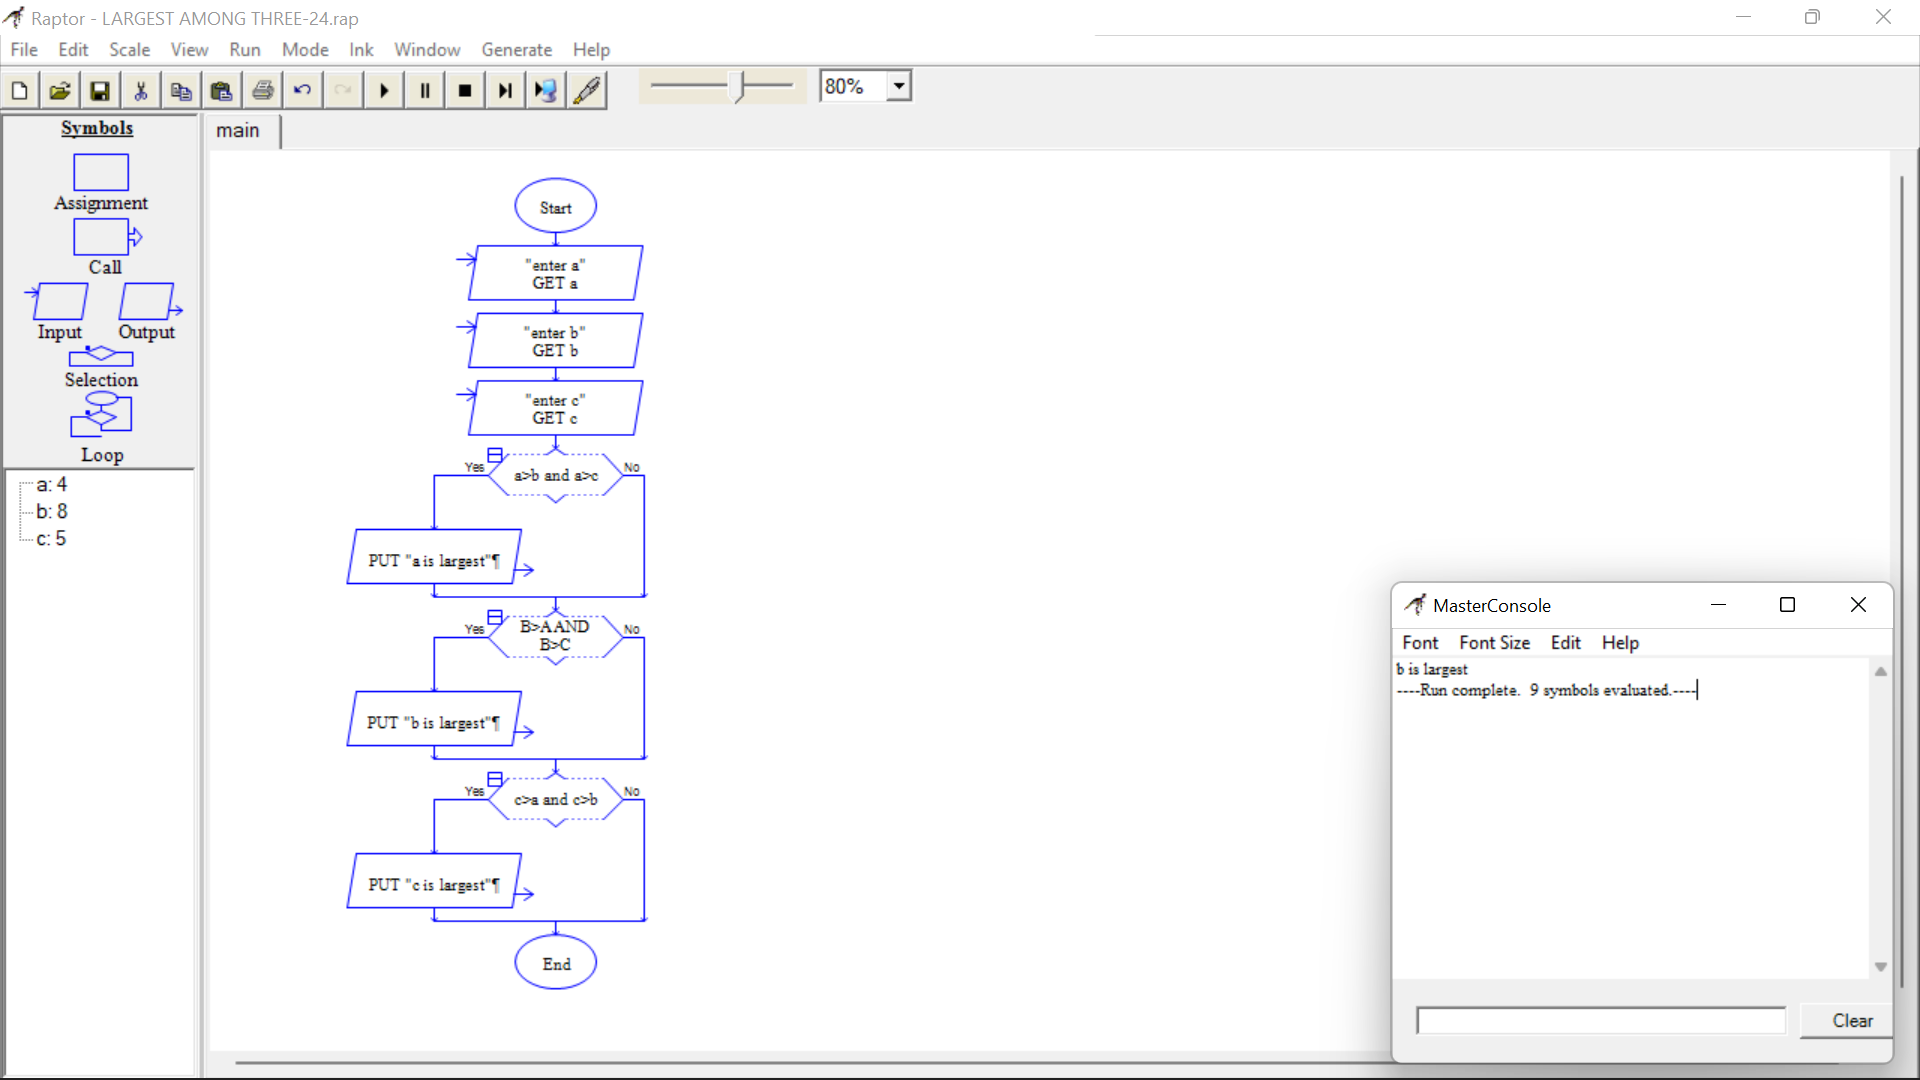 Raptor - LARGEST AMONG THREE-24.rap
File Edit Scale View Run Mode Ink Window Generate Help
80%
Symbols
Assignment
Call
Input Output
Selection
Loop
a: 4
b: 8
c: 5
main
Start
"enter a"
GET a
"enter b"
GET b
"enter c"
GET c
Yes a>b and a>c No
PUT "a is largest"¶
Yes B>A AND No
B>C
PUT "b is largest"¶
Yes c>a and c>b No
PUT "c is largest"¶
End
MasterConsole
Font Font Size Edit Help
b is largest
----Run complete. 9 symbols evaluated.----
Clear